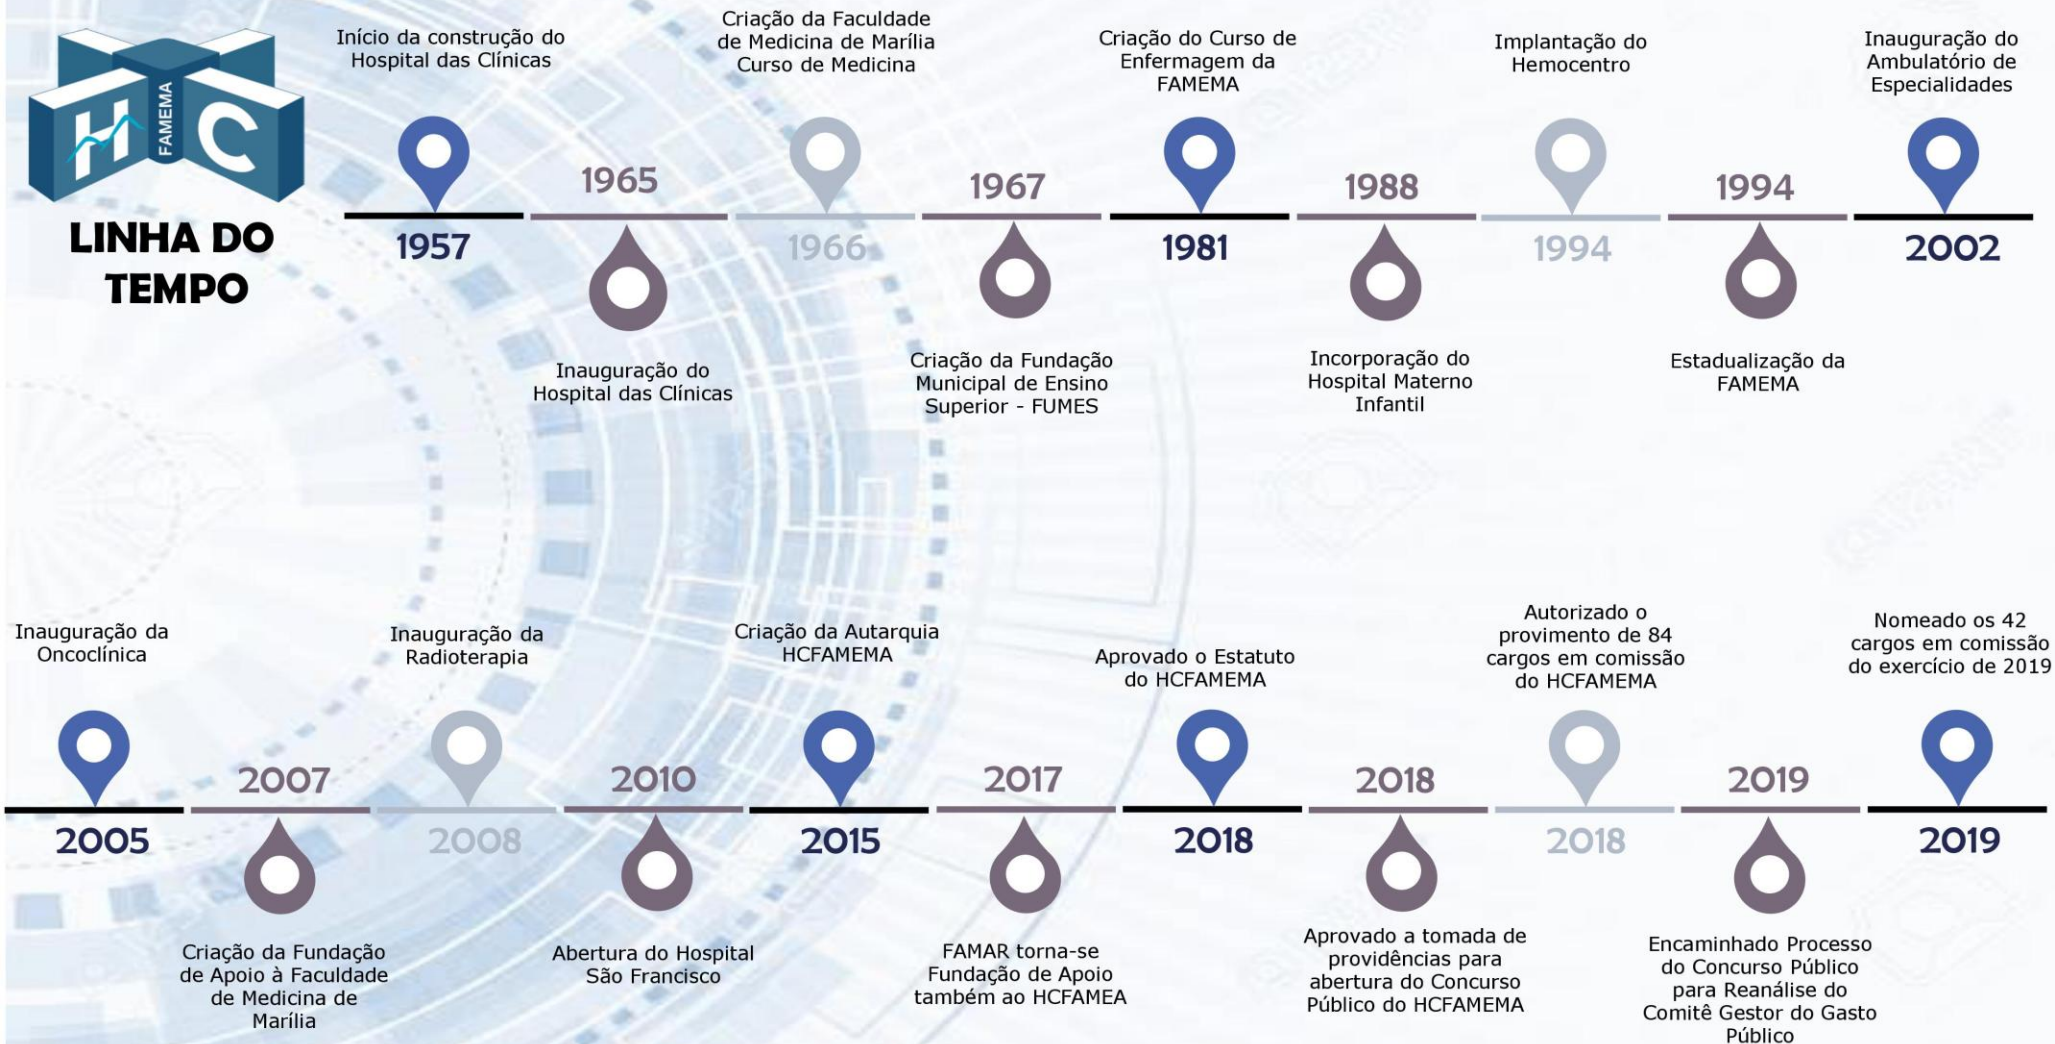 H
FAMEMA
C
LINHA DO
TEMPO
Início da construção do
Hospital das Clínicas
1957
1965
Inauguração do
Hospital das Clínicas
Criação da Faculdade
de Medicina de Marília
Curso de Medicina
1966
1967
Criação da Fundação
Municipal de Ensino
Superior - FUMES
Criação do Curso de
Enfermagem da
FAMEMA
1981
1988
Incorporação do
Hospital Materno
Infantil
Implantação do
Hemocentro
1994
1994
Estadualização da
FAMEMA
Inauguração do
Ambulatório de
Especialidades
2002
Inauguração da
Oncoclínica
2005
2007
Criação da Fundação
de Apoio à Faculdade
de Medicina de
Marília
Inauguração da
Radioterapia
2008
2010
Abertura do Hospital
São Francisco
Criação da Autarquia
HCFAMEMA
2015
2017
FAMAR torna-se
Fundação de Apoio
também ao HCFAMEA
Aprovado o Estatuto
do HCFAMEMA
2018
2018
Aprovado a tomada de
providências para
abertura do Concurso
Público do HCFAMEMA
Autorizado o
provimento de 84
cargos em comissão
do HCFAMEMA
2018
2019
Encaminhado Processo
do Concurso Público
para Reanálise do
Comitê Gestor do Gasto
Público
Nomeado os 42
cargos em comissão
do exercício de 2019
2019